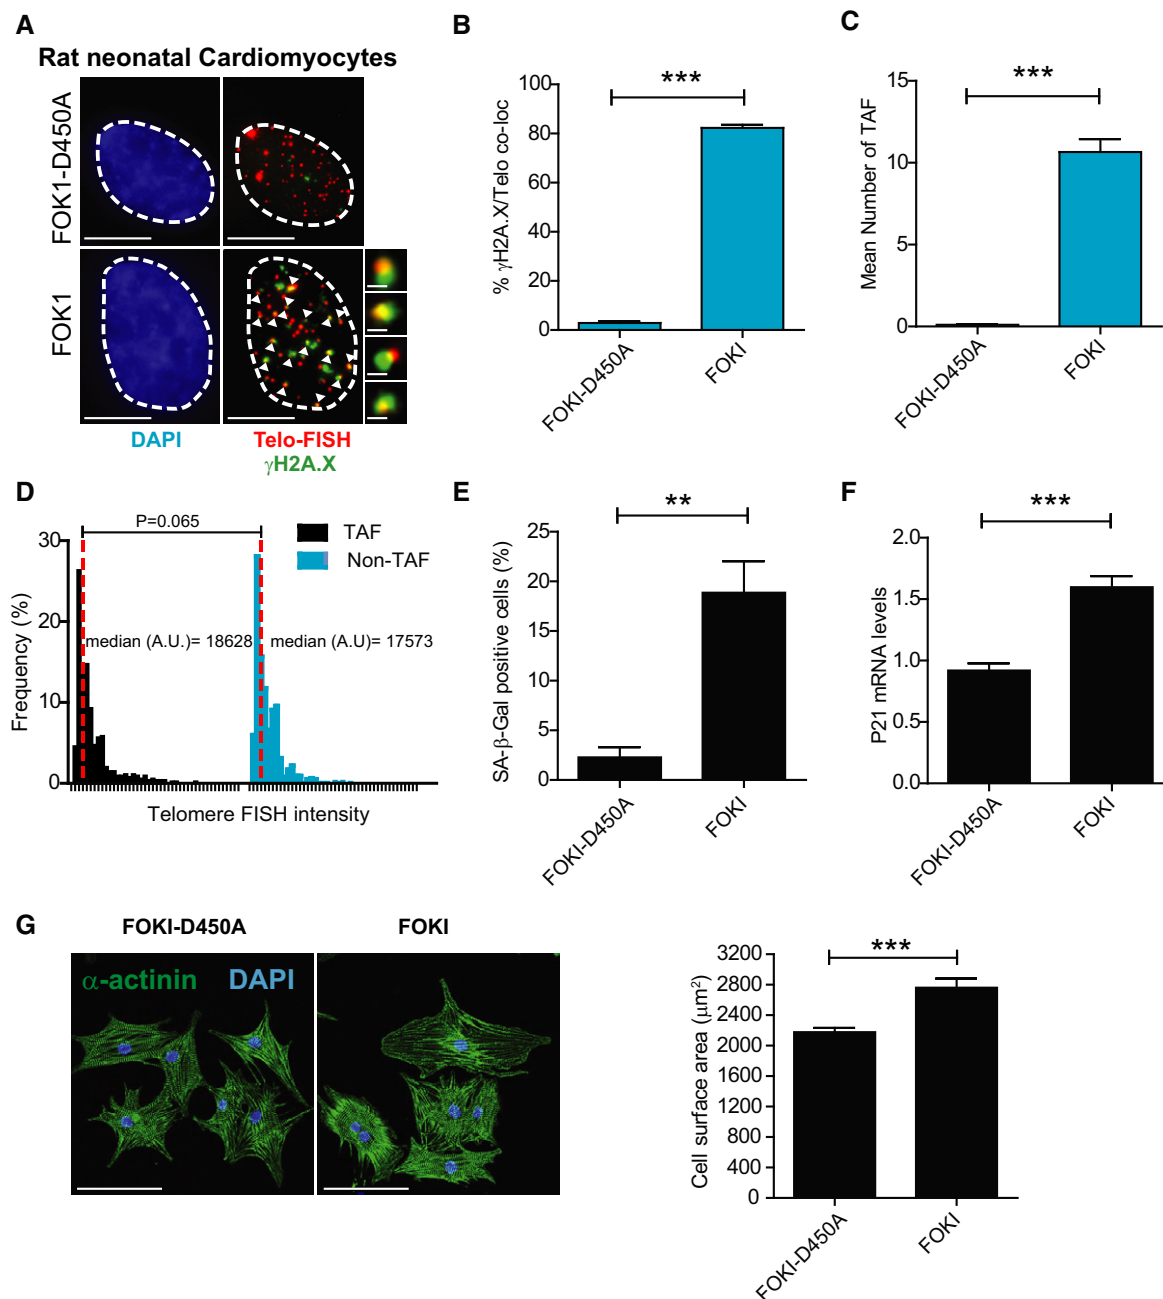 A
Rat neonatal Cardiomyocytes
FOK1-D450A
FOK1
DAPI
Telo-FISH
γH2A.X
B
***
% γH2A.X/Telo co-loc
100
80
60
40
20
0
FOKI-D450A
FOKI
C
***
Mean Number of TAF
15
10
5
0
FOKI-D450A
FOKI
D
P=0.065
TAF
Non-TAF
Frequency (%)
30
20
10
0
median (A.U.)= 18628
median (A.U)= 17573
Telomere FISH intensity
E
**
SA-β-Gal positive cells (%)
25
20
15
10
5
0
FOKI-D450A
FOKI
F
***
P21 mRNA levels
2.0
1.5
1.0
0.5
0.0
FOKI-D450A
FOKI
G
FOKI-D450A
FOKI
α-actinin DAPI
***
Cell surface area (μm²)
3200
2800
2400
2000
1600
1200
800
400
0
FOKI-D450A
FOKI